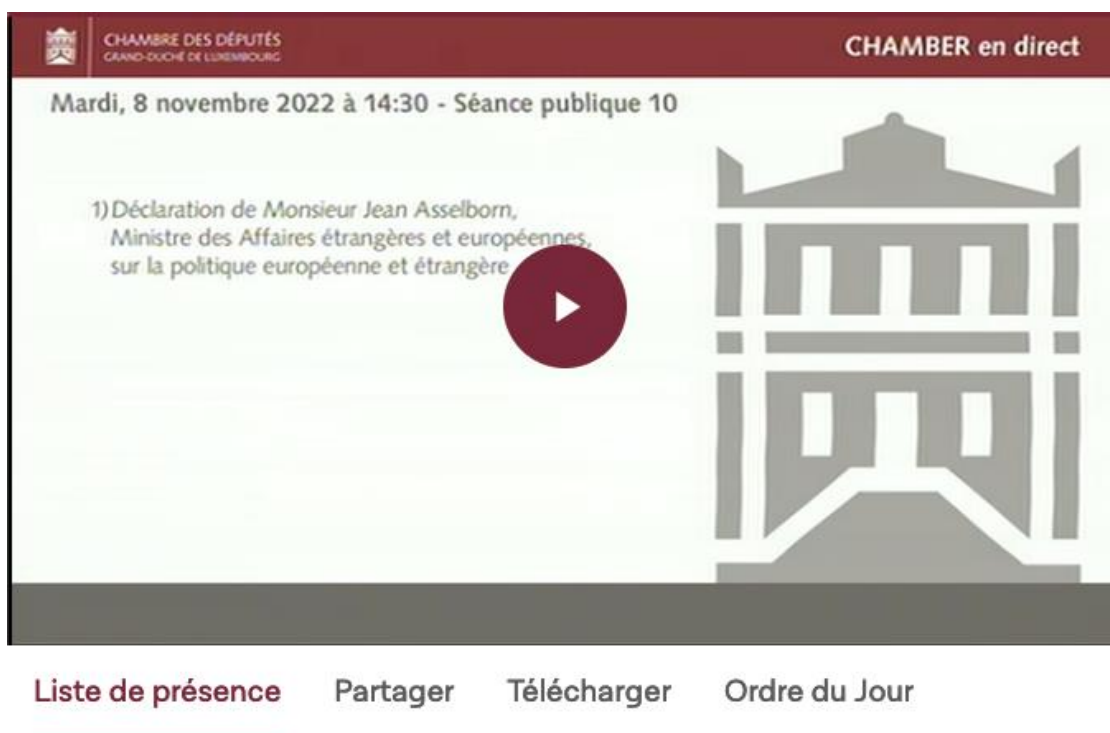 CHAMBRE DES DÉPUTÉS
GRAND-DUCHÉ DE LUXEMBOURG
CHAMBER en direct
Mardi, 8 novembre 2022 à 14:30 - Séance publique 10
1) Déclaration de Monsieur Jean Asselborn,
Ministre des Affaires étrangères et européennes,
sur la politique européenne et étrangère
Liste de présence Partager Télécharger Ordre du Jour